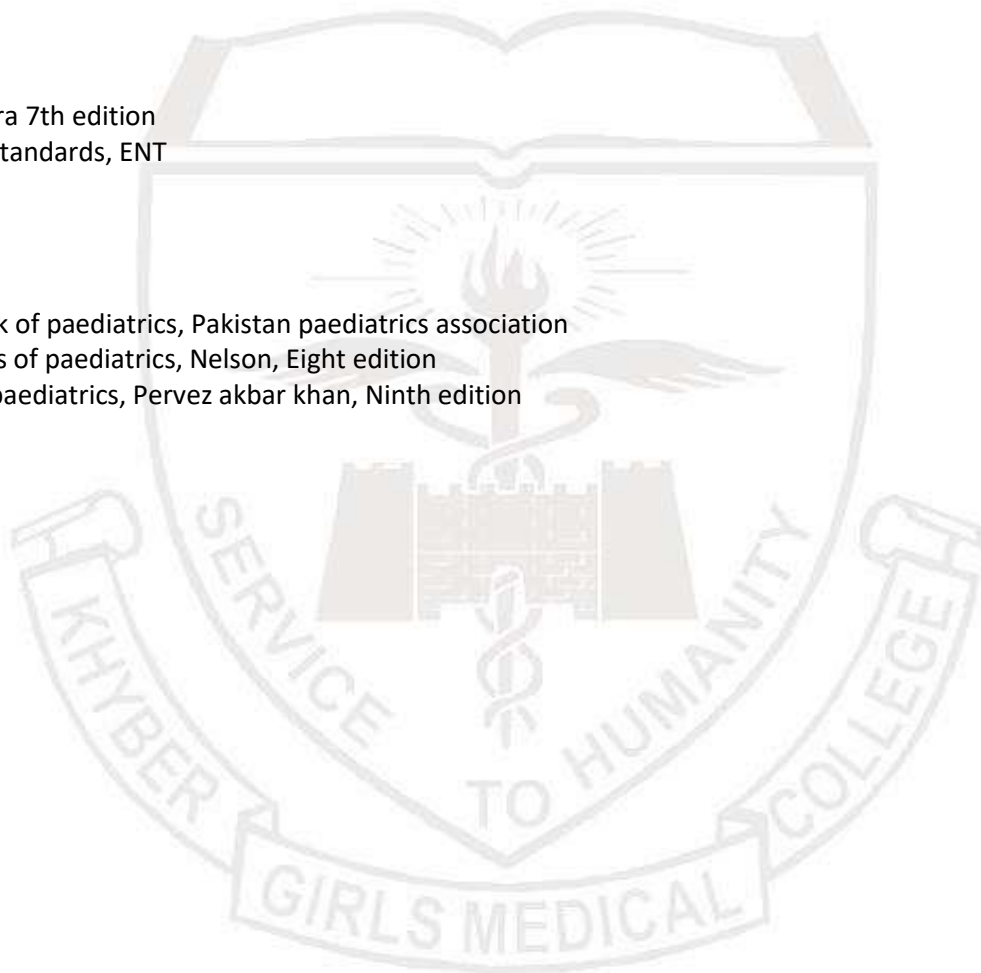 ra 7th edition
tandards, ENT
k of paediatrics, Pakistan paediatrics association
s of paediatrics, Nelson, Eight edition
paediatrics, Pervez akbar khan, Ninth edition
SERVICE TO HUMANITY
KHYBER GIRLS MEDICAL COLLEGE